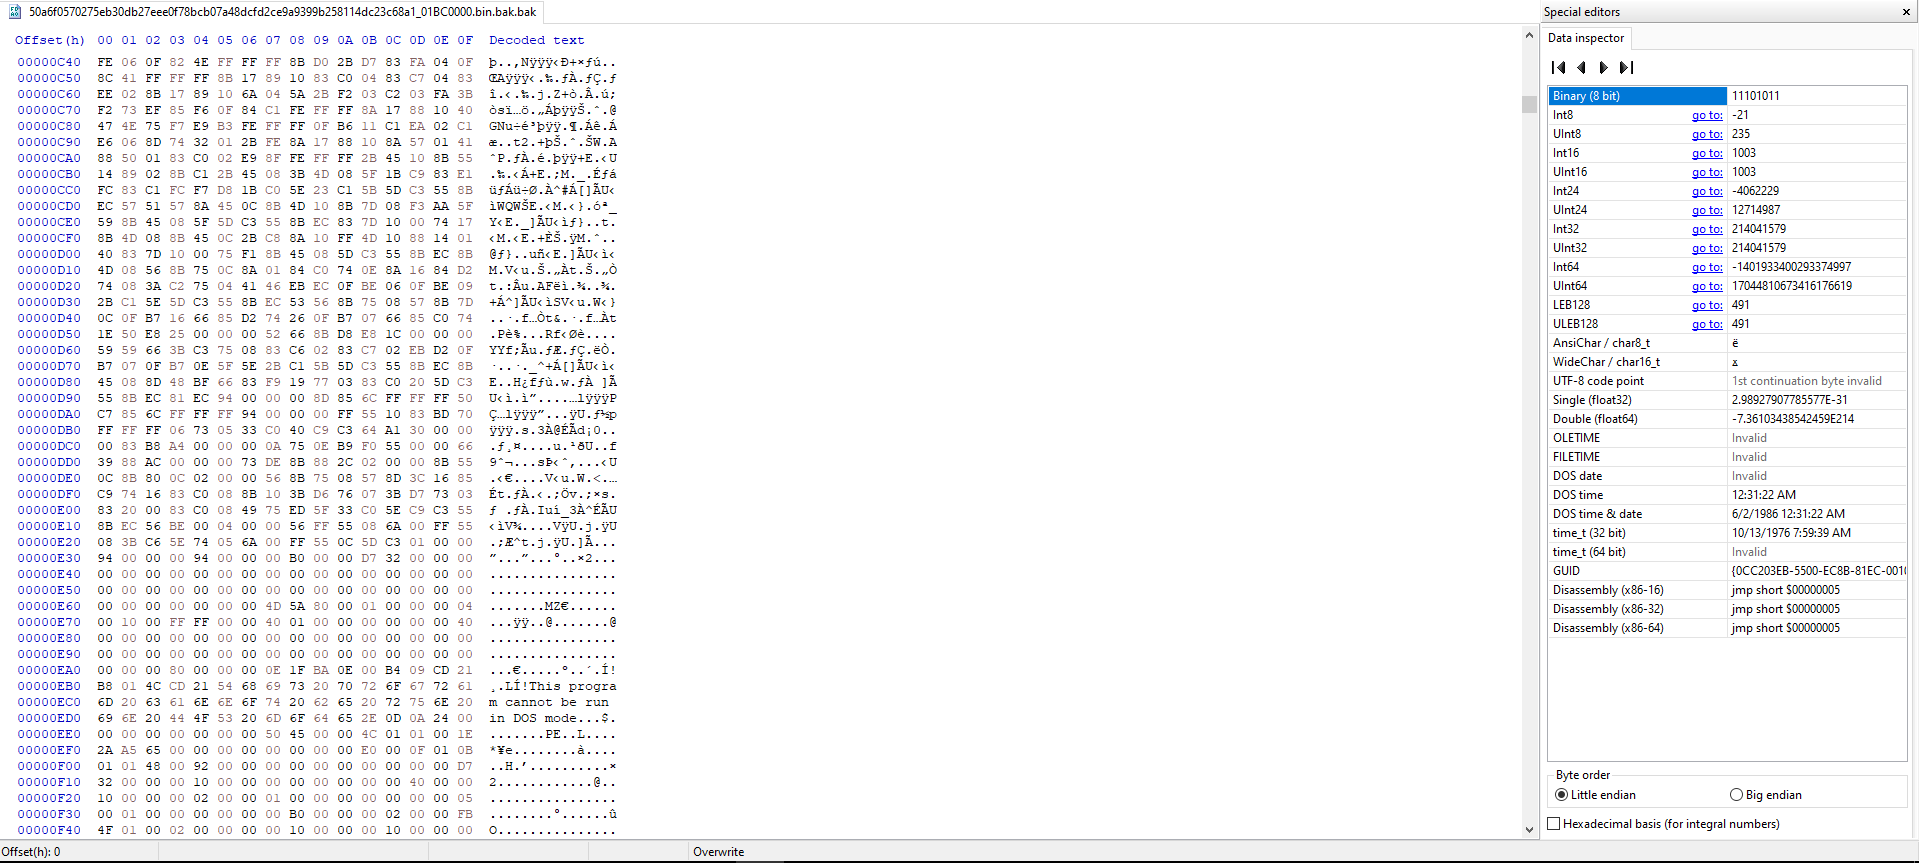 50a6f0570275eb30db27eee0f78bcb07a48dcfd2ce9a9399b258114dc23c68a1_01BC0000.bin.bak.bak
Offset(h) 00 01 02 03 04 05 06 07 08 09 0A 0B 0C 0D 0E 0F Decoded text
00000C40 FE 06 0F 82 4E FF FF FF 8B D0 2B D7 83 FA 04 0F þ..‚Nÿÿÿ‹Ð+×ƒú..
00000C50 8C 41 FF FF FF 8B 17 89 10 83 C0 04 83 C7 04 83 ŒAÿÿÿ‹.‰.ƒÀ.ƒÇ.ƒ
00000C60 EE 02 8B 17 89 10 6A 04 5A 2B F2 03 C2 03 FA 3B î.‹.‰.j.Z+ò.Â.ú;
00000C70 F2 73 EF 85 F6 0F 84 C1 FE FF FF 8A 17 88 10 40 òsï…ö.„ÁþÿÿŠ.ˆ.@
00000C80 47 4E 75 F7 E9 B3 FE FF FF 0F B6 11 C1 EA 02 C1 GNu÷é³þÿÿ.¶.Áê.Á
00000C90 E6 06 8D 74 32 01 2B FE 8A 17 88 10 8A 57 01 41 æ..t2.+þŠ.ˆ.ŠW.A
00000CA0 88 50 01 83 C0 02 E9 8F FE FF FF 2B 45 10 8B 55 ˆP.ƒÀ.é.þÿÿ+E.‹U
00000CB0 14 89 02 8B C1 2B 45 08 3B 4D 08 5F 1B C9 83 E1 .‰.‹Á+E.;M._.Éƒá
00000CC0 FC 83 C1 FC F7 D8 1B C0 5E 23 C1 5B 5D C3 55 8B üƒÁü÷Ø.À^#Á[]ÃU‹
00000CD0 EC 57 51 57 8A 45 0C 8B 4D 10 8B 7D 08 F3 AA 5F ìWQWŠE.‹M.‹}.óª_
00000CE0 59 8B 45 08 5F 5D C3 55 8B EC 83 7D 10 00 74 17 Y‹E._]ÃU‹ìƒ}..t.
00000CF0 8B 4D 08 8B 45 0C 2B C8 8A 10 FF 4D 10 88 14 01 ‹M.‹E.+ÈŠ.ÿM.ˆ..
00000D00 40 83 7D 10 00 75 F1 8B 45 08 5D C3 55 8B EC 8B @ƒ}..uñ‹E.]ÃU‹ì‹
00000D10 4D 08 56 8B 75 0C 8A 01 84 C0 74 0E 8A 16 84 D2 M.V‹u.Š.„Àt.Š.„Ò
00000D20 74 08 3A C2 75 04 41 46 EB EC 0F BE 06 0F BE 09 t.:Âu.AFëì.¾..¾.
00000D30 2B C1 5E 5D C3 55 8B EC 53 56 8B 75 08 57 8B 7D +Á^]ÃU‹ìSV‹u.W‹}
00000D40 0C 0F B7 16 66 85 D2 74 26 0F B7 07 66 85 C0 74 ..·.f…Òt&.·.f…Àt
00000D50 1E 50 E8 25 00 00 00 52 66 8B D8 E8 1C 00 00 00 .Pè%...Rf‹Øè....
00000D60 59 59 66 3B C3 75 08 83 C6 02 83 C7 02 EB D2 0F YYf;Ãu.ƒÆ.ƒÇ.ëÒ.
00000D70 B7 07 0F B7 0E 5F 5E 2B C1 5B 5D C3 55 8B EC 8B ·..·._^+Á[]ÃU‹ì‹
00000D80 45 08 8D 48 BF 66 83 F9 19 77 03 83 C0 20 5D C3 E..H¿fƒù.w.ƒÀ ]Ã
00000D90 55 8B EC 81 EC 94 00 00 00 8D 85 6C FF FF FF 50 U‹ì.ì”....…lÿÿÿP
00000DA0 C7 85 6C FF FF FF 94 00 00 00 FF 55 10 83 BD 70 Ç…lÿÿÿ”...ÿU.ƒ½p
00000DB0 FF FF FF 06 73 05 33 C0 40 C9 C3 64 A1 30 00 00 ÿÿÿ.s.3À@ÉÃd¡0..
00000DC0 00 83 B8 A4 00 00 00 0A 75 0E B9 F0 55 00 00 66 .ƒ¸¤....u.¹ðU..f
00000DD0 39 88 AC 00 00 00 73 DE 8B 88 2C 02 00 00 8B 55 9ˆ¬...sÞ‹ˆ,...‹U
00000DE0 0C 8B 80 0C 02 00 00 56 8B 75 08 57 8D 3C 16 85 .‹€....V‹u.W.<.…
00000DF0 C9 74 16 83 C0 08 8B 10 3B D6 76 07 3B D7 73 03 Ét.ƒÀ.‹.;Öv.;×s.
00000E00 83 20 00 83 C0 08 49 75 ED 5F 33 C0 5E C9 C3 55 ƒ .ƒÀ.Iuí_3À^ÉÃU
00000E10 8B EC 56 BE 00 04 00 00 56 FF 55 08 6A 00 FF 55 ‹ìV¾....VÿU.j.ÿU
00000E20 08 3B C6 5E 74 05 6A 00 FF 55 0C 5D C3 01 00 00 .;Æ^t.j.ÿU.]Ã...
00000E30 94 00 00 00 94 00 00 00 B0 00 00 D7 32 00 00 00 ”...”...°..×2...
00000E40 00 00 00 00 00 00 00 00 00 00 00 00 00 00 00 00 ................
00000E50 00 00 00 00 00 00 00 00 00 00 00 00 00 00 00 00 ................
00000E60 00 00 00 00 00 00 00 4D 5A 80 00 01 00 00 00 04 .......MZ€......
00000E70 00 10 00 FF FF 00 00 40 01 00 00 00 00 00 00 40 ...ÿÿ..@.......@
00000E80 00 00 00 00 00 00 00 00 00 00 00 00 00 00 00 00 ................
00000E90 00 00 00 00 00 00 00 00 00 00 00 00 00 00 00 00 ................
00000EA0 00 00 00 80 00 00 00 0E 1F BA 0E 00 B4 09 CD 21 ...€.....º..´.Í!
00000EB0 B8 01 4C CD 21 54 68 69 73 20 70 72 6F 67 72 61 ¸.LÍ!This progra
00000EC0 6D 20 63 61 6E 6E 6F 74 20 62 65 20 72 75 6E 20 m cannot be run 
00000ED0 69 6E 20 44 4F 53 20 6D 6F 64 65 2E 0D 0A 24 00 in DOS mode...$.
00000EE0 00 00 00 00 00 00 00 50 45 00 00 4C 01 01 00 1E .......PE..L....
00000EF0 2A A5 65 00 00 00 00 00 00 00 00 E0 00 0F 01 0B *¥e........à....
00000F00 01 01 48 00 92 00 00 00 00 00 00 00 00 00 00 D7 ..H.’..........×
00000F10 32 00 00 00 00 10 00 00 00 00 00 00 00 40 00 00 2............@..
00000F20 10 00 00 00 02 00 00 01 00 00 00 00 00 00 00 05 ................
00000F30 00 01 00 00 00 00 00 00 B0 00 00 00 02 00 00 FB ........°......û
00000F40 4F 01 00 02 00 00 00 00 10 00 00 00 10 00 00 00 O...............
Special editors
Data inspector
Binary (8 bit) 11101011
Int8 go to: -21
UInt8 go to: 235
Int16 go to: 1003
UInt16 go to: 1003
Int24 go to: -4062229
UInt24 go to: 12714987
Int32 go to: 214041579
UInt32 go to: 214041579
Int64 go to: -1401933400293374997
UInt64 go to: 17044810673416176619
LEB128 go to: 491
ULEB128 go to: 491
AnsiChar / char8_t ë
WideChar / char16_t
UTF-8 code point 1st continuation byte invalid
Single (float32) 2.98927907785577E-31
Double (float64) -7.36103438542459E214
OLETIME Invalid
FILETIME Invalid
DOS date Invalid
DOS time 12:31:22 AM
DOS time & date 6/2/1986 12:31:22 AM
time_t (32 bit) 10/13/1976 7:59:39 AM
time_t (64 bit) Invalid
GUID {0CC203EB-5500-EC8B-81EC-001
Disassembly (x86-16) jmp short $00000005
Disassembly (x86-32) jmp short $00000005
Disassembly (x86-64) jmp short $00000005
Byte order
Little endian Big endian
Hexadecimal basis (for integral numbers)
Offset(h): 0 Overwrite